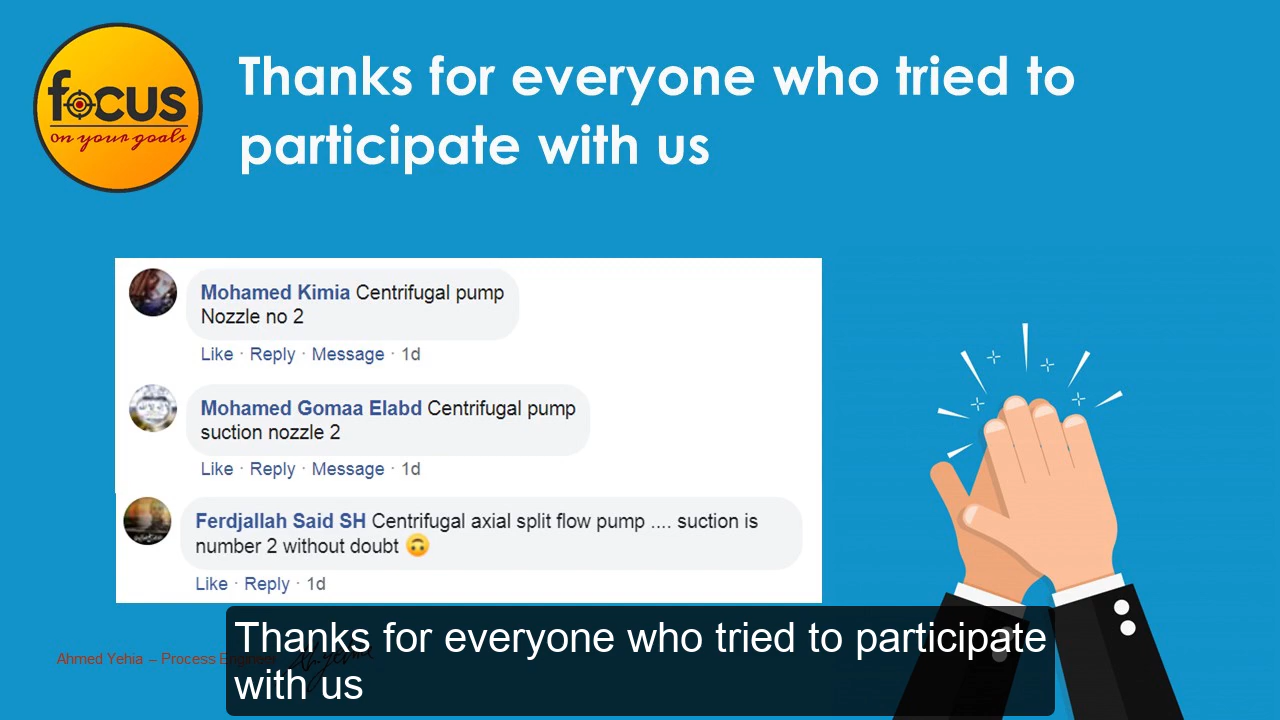 focus
on your goals
Thanks for everyone who tried to
participate with us
Mohamed Kimia Centrifugal pump
Nozzle no 2
Like · Reply · Message · 1d
Mohamed Gomaa Elabd Centrifugal pump
suction nozzle 2
Like · Reply · Message · 1d
Ferdjallah Said SH Centrifugal axial split flow pump .... suction is
number 2 without doubt 🙃
Like · Reply · 1d
Ahmed Yehia – Process Engineer
Thanks for everyone who tried to participate
with us